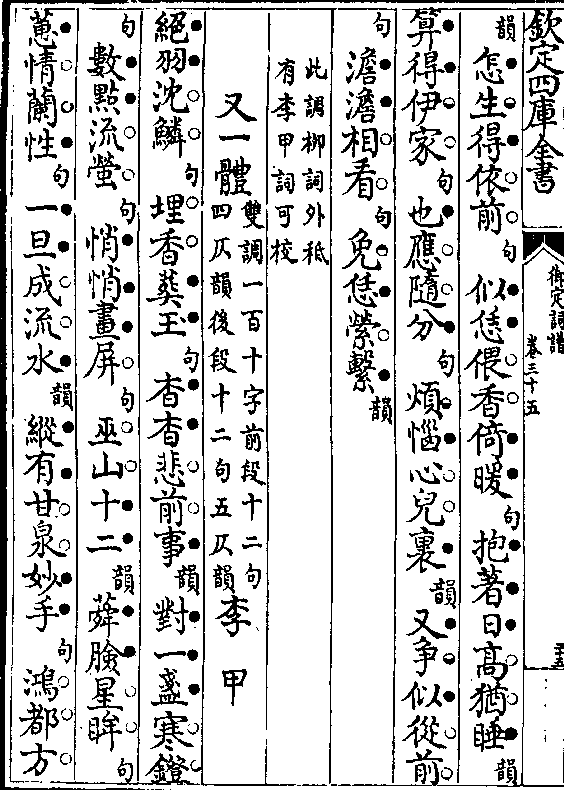 欽定四庫全書
御定詞譜
卷三十五
韻怎生得依前句似恁偎香倚暖句抱著日高猶睡韻
算得伊家句也應隨分句煩惱心兒裏韻又争似從前
句澹澹相看句免恁縈繫韻
此調柳詞外秪
有李甲詞可校
又一體
雙調一百十字前段十二句
四仄韻後段十二句五仄韻
李甲
絕羽沈鱗句埋香葬王句杳杳悲前事韻對一盞寒鐙
句數點流螢句悄悄畫屏句巫山十二韻蕣臉星眸句
蕙情蘭性句一旦成流水韻縱有甘泉妙手句鴻都方